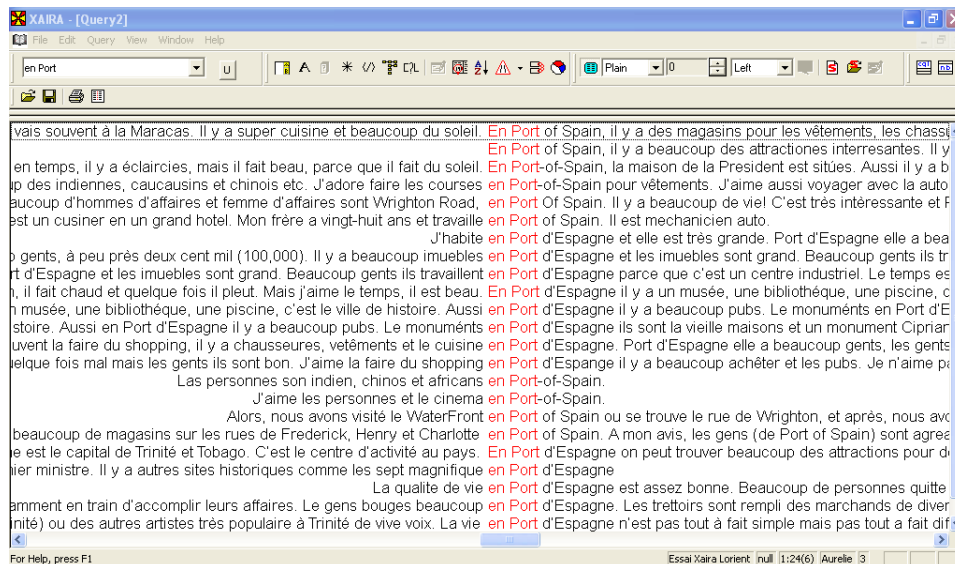 XAIRA - [Query2]
File Edit Query View Window Help
en Port U A Plain 0 Left
vais souvent à la Maracas. Il y a super cuisine et beaucoup du soleil. En Port of Spain, il y a des magasins pour les vêtements, les chassu
En Port of Spain, il y a beaucoup des attractiones interresantes. Il y
en temps, il y a éclaircies, mais il fait beau, parce que il fait du soleil. En Port-of-Spain, la maison de la President est sitúes. Aussi il y a b
up des indiennes, caucausins et chinois etc. J'adore faire les courses en Port-of-Spain pour vêtements. J'aime aussi voyager avec la auto
aucoup d'hommes d'affaires et femme d'affaires sont Wrighton Road, en Port Of Spain. Il y a beaucoup de vie! C'est très intèressante et F
est un cusiner en un grand hotel. Mon frère a vingt-huit ans et travaille en Port of Spain. Il est mechanicien auto.
J'habite en Port d'Espagne et elle est très grande. Port d'Espagne elle a bea
o gents, à peu près deux cent mil (100,000). Il y a beaucoup imuebles en Port d'Espagne et les imuebles sont grand. Beaucoup gents ils tr
rt d'Espagne et les imuebles sont grand. Beaucoup gents ils travaillent en Port d'Espagne parce que c'est un centre industriel. Le temps es
, il fait chaud et quelque fois il pleut. Mais j'aime le temps, il est beau. En Port d'Espagne il y a un musée, une bibliothéque, une piscine, c
n musée, une bibliothéque, une piscine, c'est le ville de histoire. Aussi en Port d'Espagne il y a beaucoup pubs. Le monuménts en Port d'E
stoire. Aussi en Port d'Espagne il y a beaucoup pubs. Le monuménts en Port d'Espagne ils sont la vieille maisons et un monument Ciprian
uvent la faire du shopping, il y a chausseures, vetêments et le cuisine en Port d'Espagne. Port d'Espagne elle a beaucoup gents, les gents
uelque fois mal mais les gents ils sont bon. J'aime la faire du shopping en Port d'Espange il y a beaucoup achêter et les pubs. Je n'aime pa
Las personnes son indien, chinos et africans en Port-of-Spain.
J'aime les personnes et le cinema en Port-of-Spain.
Alors, nous avons visité le WaterFront en Port of Spain ou se trouve le rue de Wrighton, et après, nous avo
beaucoup de magasins sur les rues de Frederick, Henry et Charlotte en Port of Spain. A mon avis, les gens (de Port of Spain) sont agrea
ne est le capital de Trinité et Tobago. C'est le centre d'activité au pays. En Port d'Espagne on peut trouver beaucoup des attractions pour d
nier ministre. Il y a autres sites historiques comme les sept magnifique en Port d'Espagne
La qualite de vie en Port d'Espagne est assez bonne. Beaucoup de personnes quitte
amment en train d'accomplir leurs affaires. Le gens bouges beaucoup en Port d'Espagne. Les trettoirs sont rempli des marchands de diver
inité) ou des autres artistes très populaire à Trinité de vive voix. La vie en Port d'Espagne n'est pas tout à fait simple mais pas tout a fait dif
For Help, press F1 Essai Xaira Lorient null 1:24(6) Aurelie 3